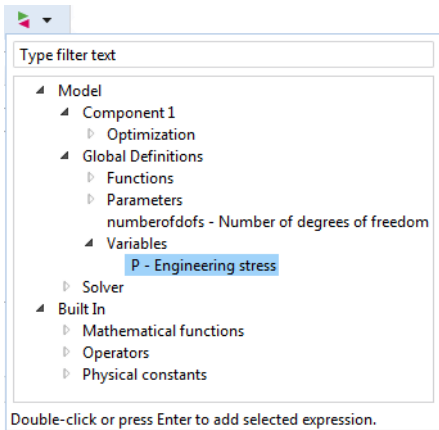 Type filter text
Model
Component 1
Optimization
Global Definitions
Functions
Parameters
numberofdofs - Number of degrees of freedom
Variables
P - Engineering stress
Solver
Built In
Mathematical functions
Operators
Physical constants
Double-click or press Enter to add selected expression.